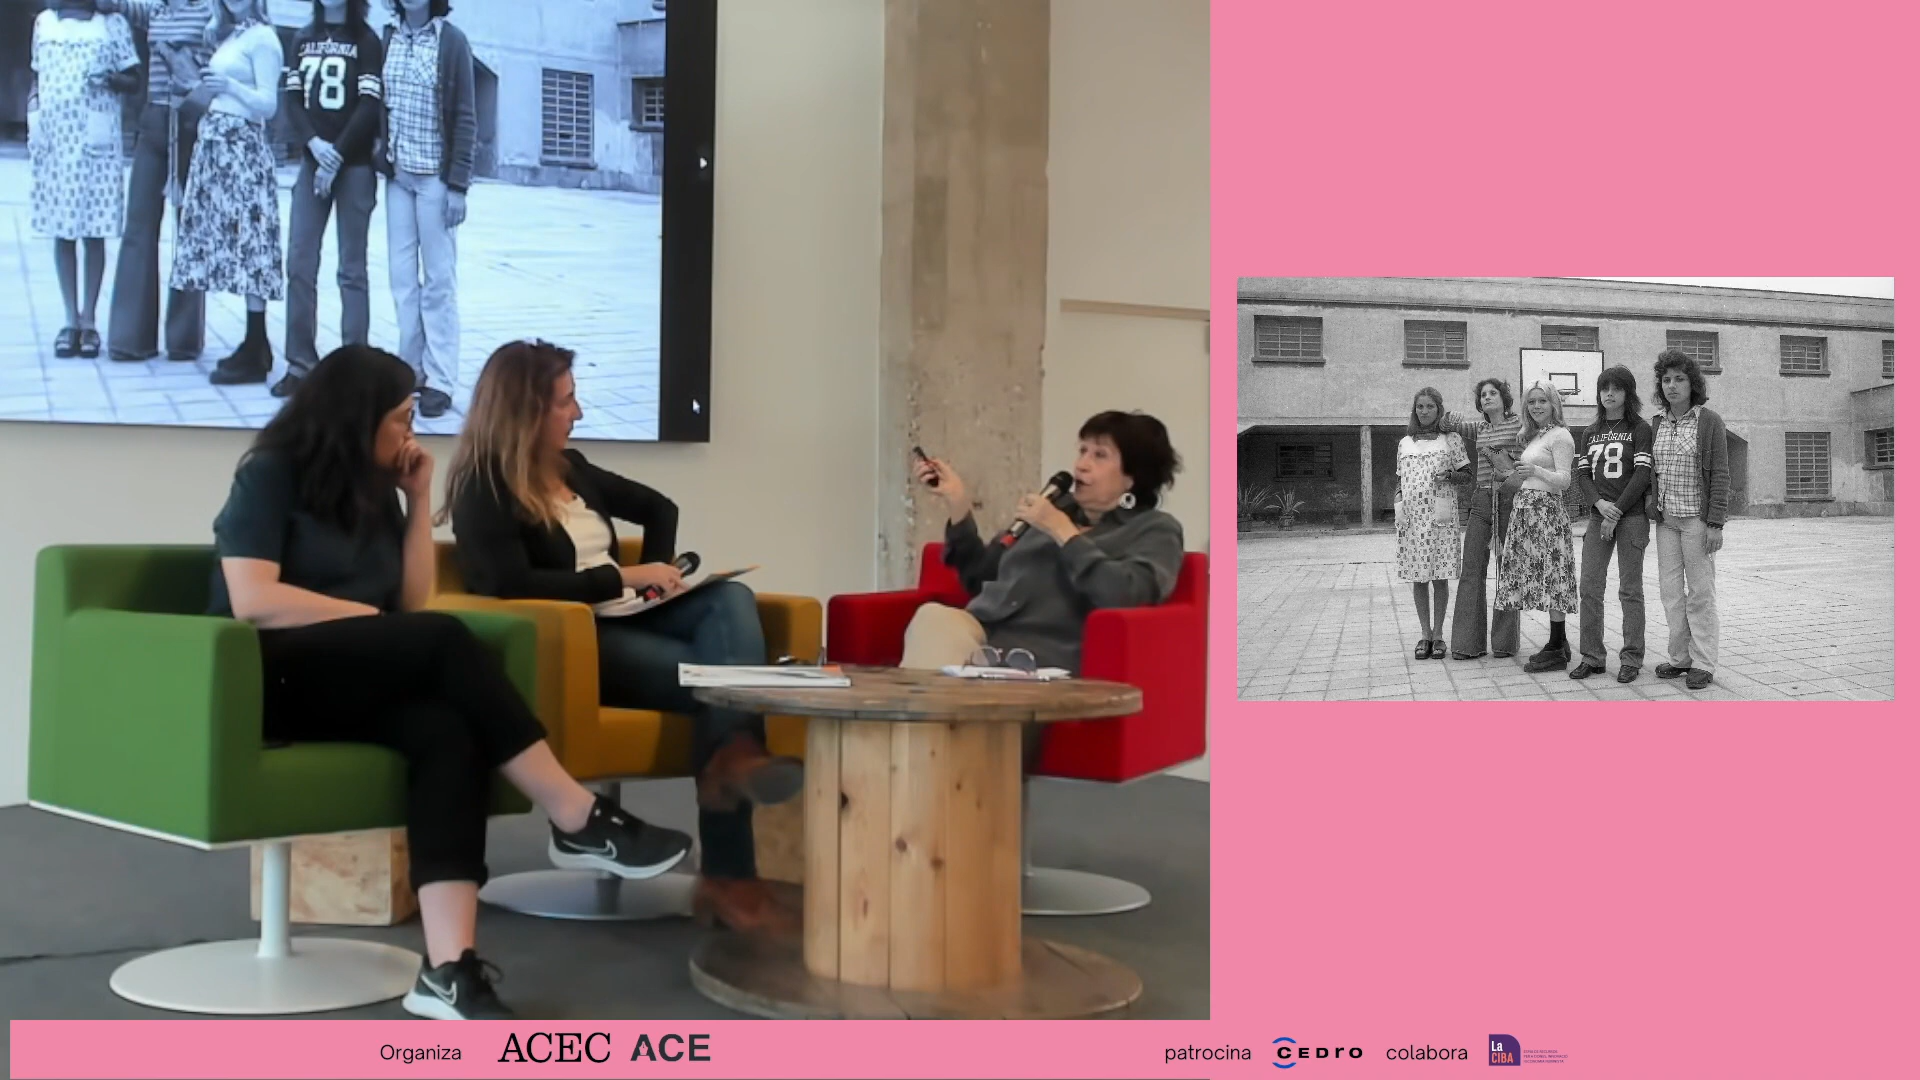 CALIFORNIA
78
CALIFORNIA
78
Organiza
ACEC ACE
patrocina
CEDRO
colabora
La
CIBA